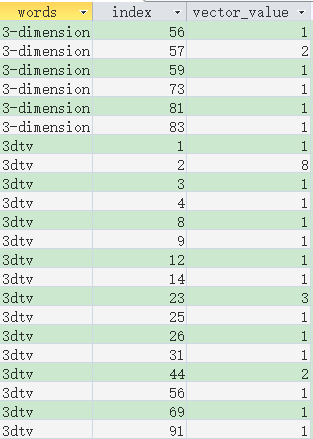 words index vector_value
3-dimension 56 1
3-dimension 57 2
3-dimension 59 1
3-dimension 73 1
3-dimension 81 1
3-dimension 83 1
3dtv 1 1
3dtv 2 8
3dtv 3 1
3dtv 4 1
3dtv 8 1
3dtv 9 1
3dtv 12 1
3dtv 14 1
3dtv 23 3
3dtv 25 1
3dtv 26 1
3dtv 31 1
3dtv 44 2
3dtv 56 1
3dtv 69 1
3dtv 91 1